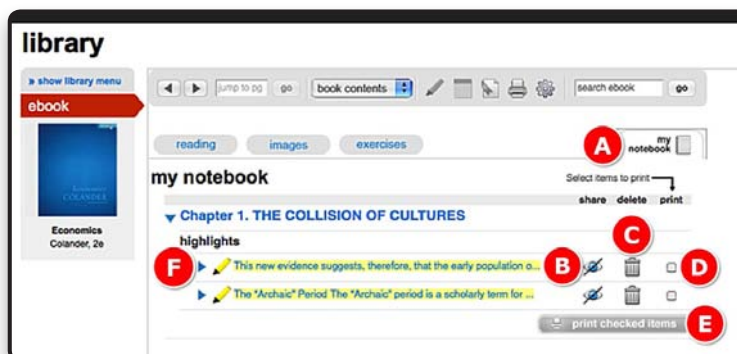 library
» show library menu
ebook
Economics
COLANDER
Economics
Colander, 2e
jump to pg
go
book contents
search ebook
go
reading
images
exercises
A
my
notebook
my notebook
Select items to print
share delete print
Chapter 1. THE COLLISION OF CULTURES
C
highlights
F
This new evidence suggests, therefore, that the early population o...
B
D
The "Archaic" Period The "Archaic" period is a scholarly term for ...
print checked items
E